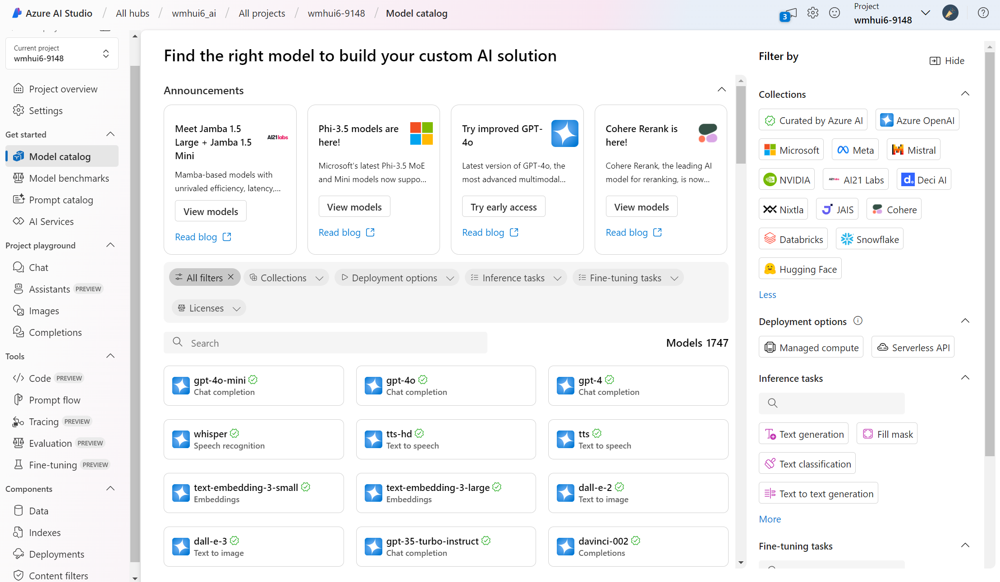 Azure AI Studio / All hubs / wmhui6_ai / All projects / wmhui6-9148 / Model catalog
3
Project
wmhui6-9148
Current project
wmhui6-9148
Project overview
Settings
Get started
Model catalog
Model benchmarks
Prompt catalog
AI Services
Project playground
Chat
Assistants PREVIEW
Images
Completions
Tools
Code PREVIEW
Prompt flow
Tracing PREVIEW
Evaluation PREVIEW
Fine-tuning PREVIEW
Components
Data
Indexes
Deployments
Content filters
Find the right model to build your custom AI solution
Announcements
Meet Jamba 1.5
Large + Jamba 1.5
Mini
AI21labs
Mamba-based models with
unrivaled efficiency, latency,...
View models
Read blog
Phi-3.5 models are
here!
Microsoft's latest Phi-3.5 MoE
and Mini models now suppo...
View models
Read blog
Try improved GPT-
4o
Latest version of GPT-4o, the
most advanced multimodal...
Try early access
Read blog
Cohere Rerank is
here!
Cohere Rerank, the leading AI
model for reranking, is now...
View models
Read blog
All filters Collections Deployment options Inference tasks Fine-tuning tasks
Licenses
Search
Models 1747
gpt-4o-mini
Chat completion
gpt-4o
Chat completion
gpt-4
Chat completion
whisper
Speech recognition
tts-hd
Text to speech
tts
Text to speech
text-embedding-3-small
Embeddings
text-embedding-3-large
Embeddings
dall-e-2
Text to image
dall-e-3
Text to image
gpt-35-turbo-instruct
Chat completion
davinci-002
Completions
Filter by
Hide
Collections
Curated by Azure AI Azure OpenAI
Microsoft Meta Mistral
NVIDIA AI21labs AI21 Labs d. Deci AI
Nixtla JAIS Cohere
Databricks Snowflake
Hugging Face
Less
Deployment options
Managed compute Serverless API
Inference tasks
Text generation Fill mask
Text classification
Text to text generation
More
Fine-tuning tasks